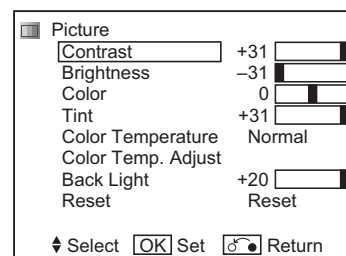 Picture
Contrast +31
Brightness –31
Color 0
Tint +31
Color Temperature Normal
Color Temp. Adjust
Back Light +20
Reset Reset
Select OK Set Return